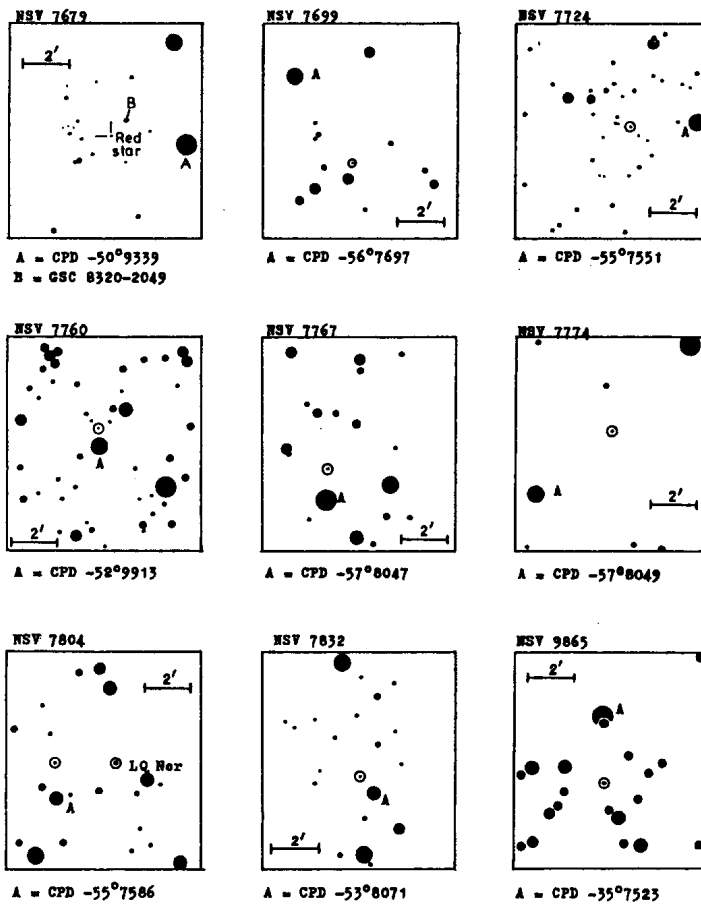 NSV 7679
2'
B
Red
star
A
A = CPD -50°9339
B = GSC 8320-2049
NSV 7699
A
2'
A = CPD -56°7697
NSV 7724
A
2'
A = CPD -55°7551
NSV 7760
A
2'
A = CPD -52°9913
NSV 7767
A
2'
A = CPD -57°8047
NSV 7774
A
2'
A = CPD -57°8049
NSV 7804
2'
LQ Nor
A
A = CPD -55°7586
NSV 7832
A
2'
A = CPD -53°8071
NSV 9865
2'
A
A = CPD -35°7523